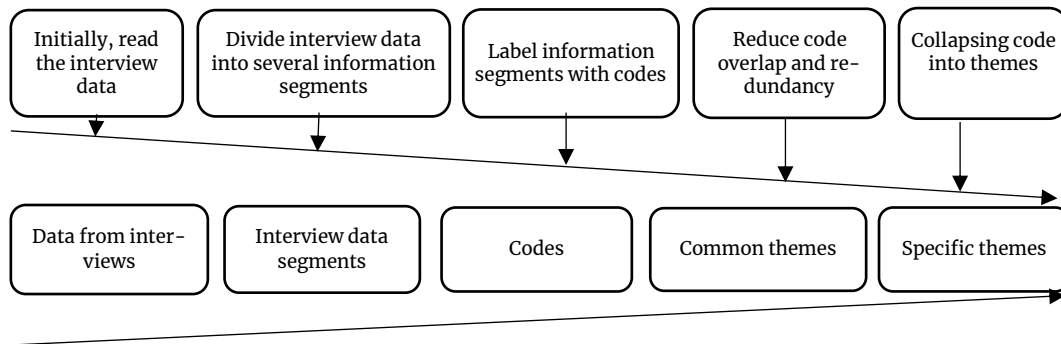 Initially, read
the interview
data
Divide interview data
into several information
segments
Label information
segments with codes
Reduce code
overlap and re-
dundancy
Collapsing code
into themes
Data from inter-
views
Interview data
segments
Codes
Common themes
Specific themes